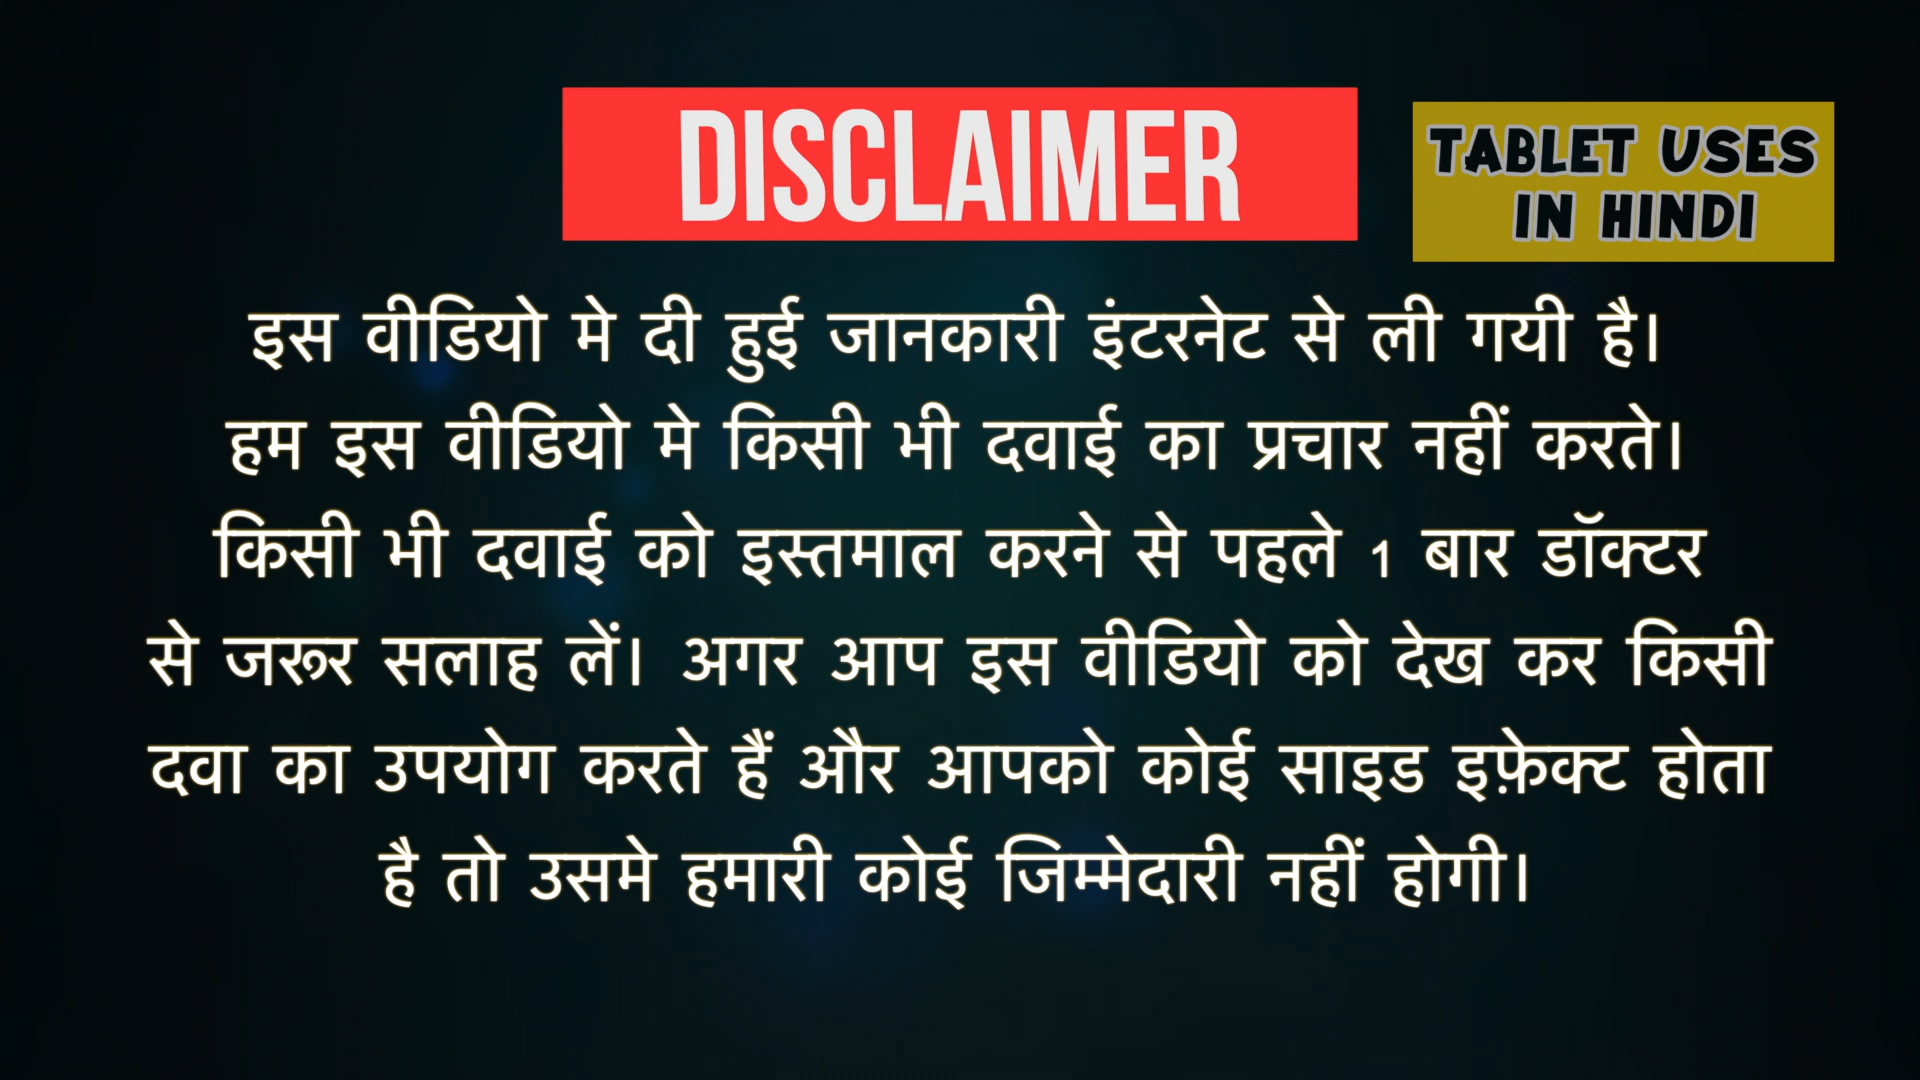 DISCLAIMER
TABLET USES
IN HINDI
इस वीडियो मे दी हुई जानकारी इंटरनेट से ली गयी है।
हम इस वीडियो मे किसी भी दवाई का प्रचार नहीं करते।
किसी भी दवाई को इस्तमाल करने से पहले 1 बार डॉक्टर
से जरूर सलाह लें। अगर आप इस वीडियो को देख कर किसी
दवा का उपयोग करते हैं और आपको कोई साइड इफ़ेक्ट होता
है तो उसमे हमारी कोई जिम्मेदारी नहीं होगी।